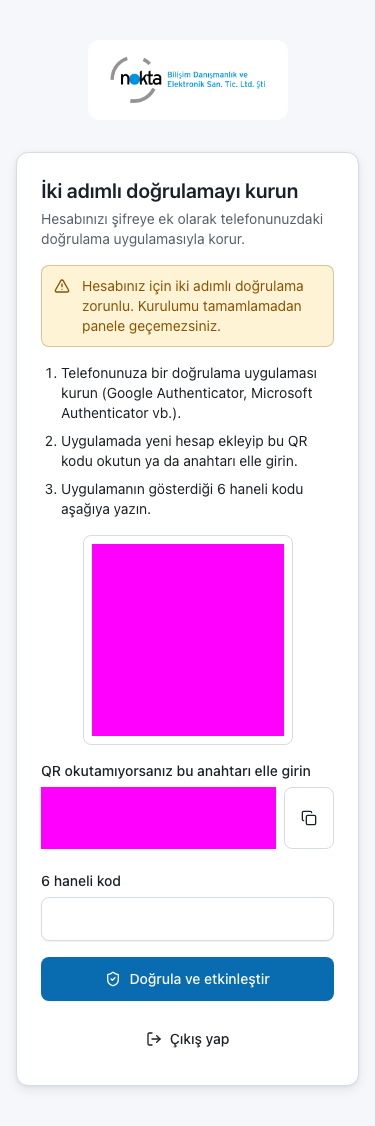 nokta Bilişim Danışmanlık ve
Elektronik San. Tic. Ltd. Şti
İki adımlı doğrulamayı kurun
Hesabınızı şifreye ek olarak telefonunuzdaki
doğrulama uygulamasıyla korur.
Hesabınız için iki adımlı doğrulama
zorunlu. Kurulumu tamamlamadan
panele geçemezsiniz.
1. Telefonunuza bir doğrulama uygulaması
kurun (Google Authenticator, Microsoft
Authenticator vb.).
2. Uygulamada yeni hesap ekleyip bu QR
kodu okutun ya da anahtarı elle girin.
3. Uygulamanın gösterdiği 6 haneli kodu
aşağıya yazın.
QR okutamıyorsanız bu anahtarı elle girin
6 haneli kod
Doğrula ve etkinleştir
Çıkış yap